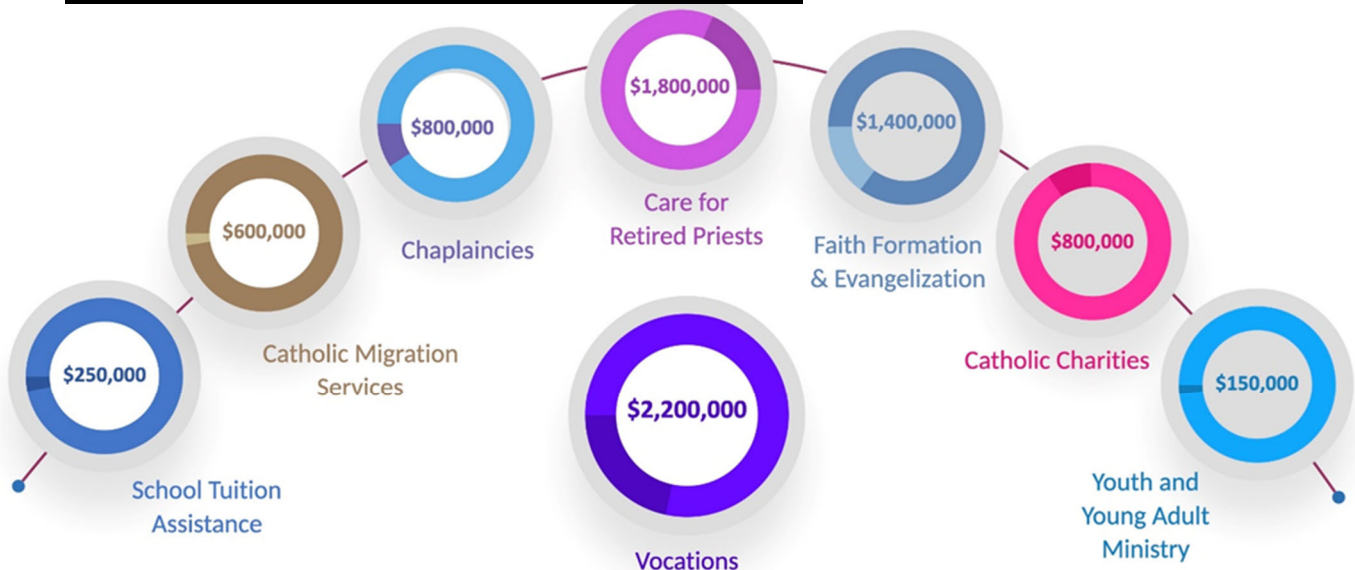 $250,000
School Tuition
Assistance
$600,000
Catholic Migration
Services
$800,000
Chaplaincies
$1,800,000
Care for
Retired Priests
$1,400,000
Faith Formation
& Evangelization
$800,000
Catholic Charities
$150,000
Youth and
Young Adult
Ministry
$2,200,000
Vocations